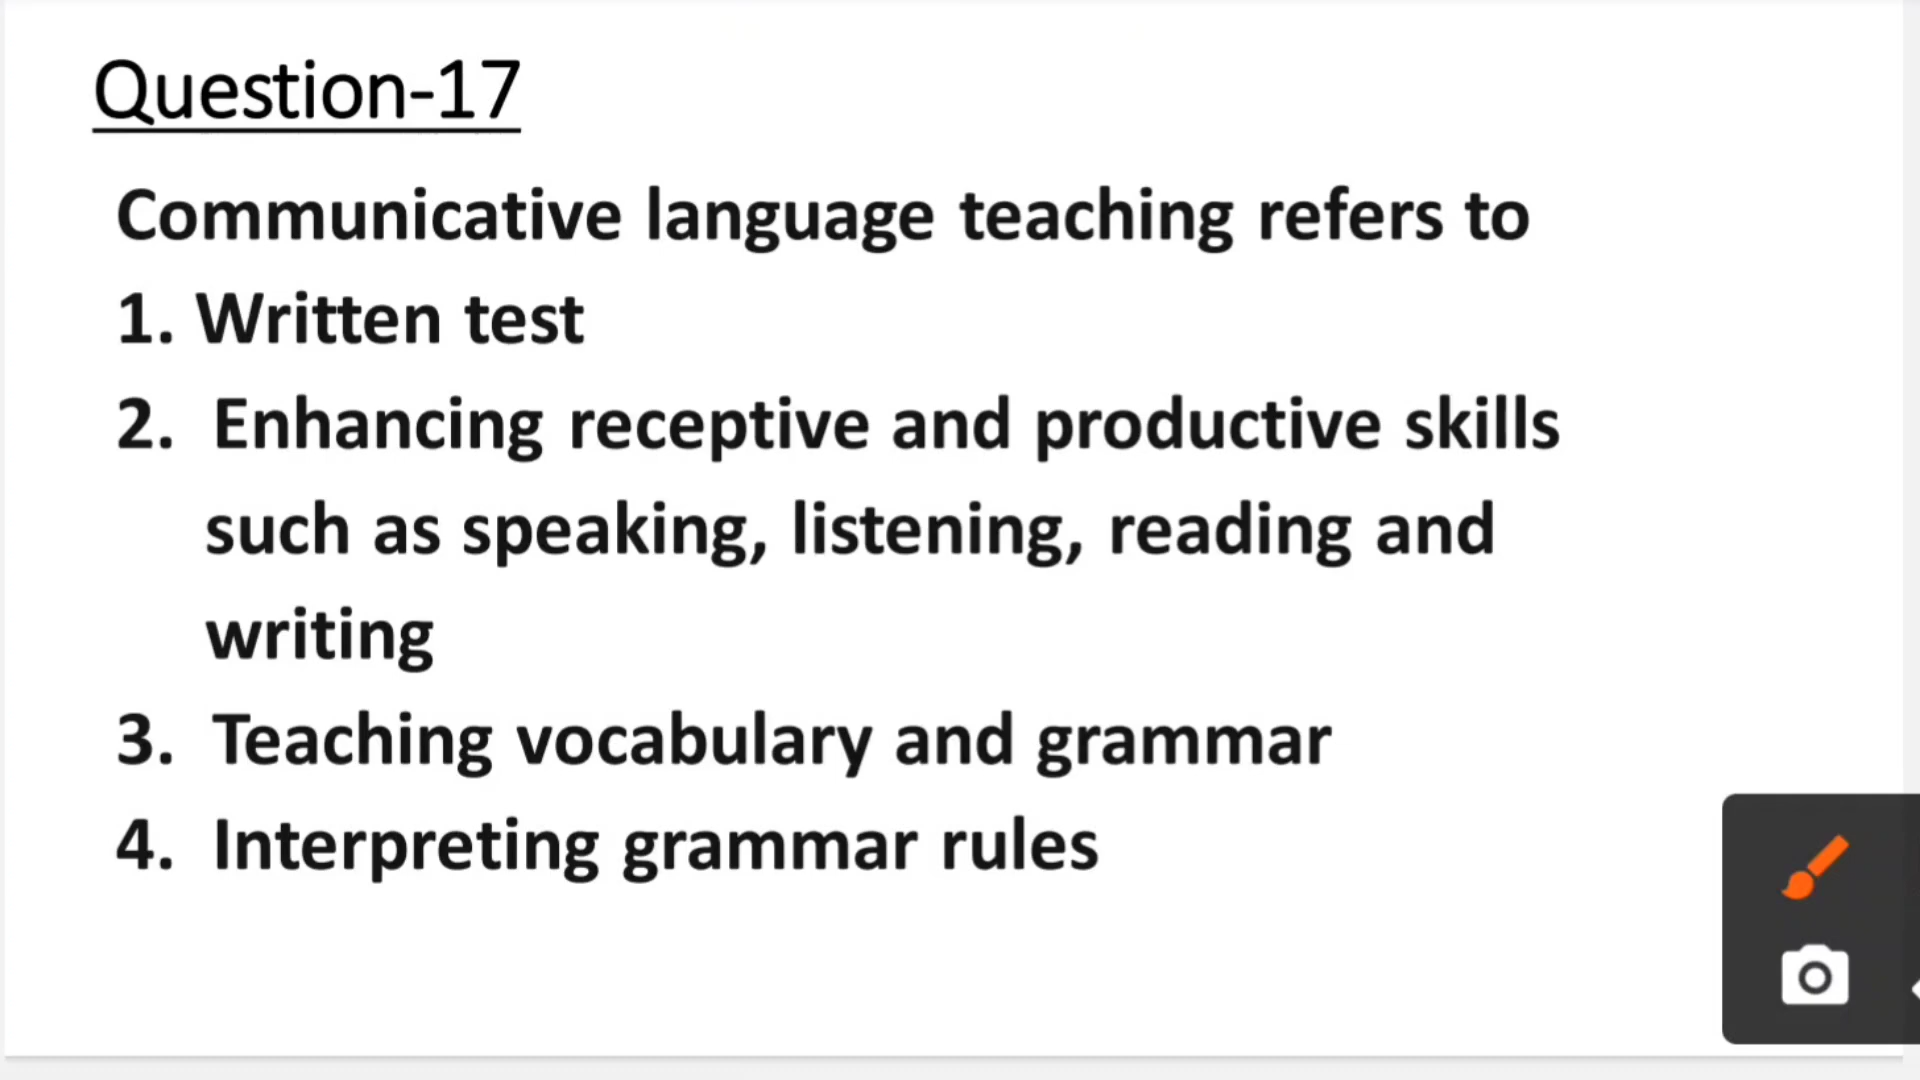 Question-17
Communicative language teaching refers to
1. Written test
2. Enhancing receptive and productive skills
such as speaking, listening, reading and
writing
3. Teaching vocabulary and grammar
4. Interpreting grammar rules